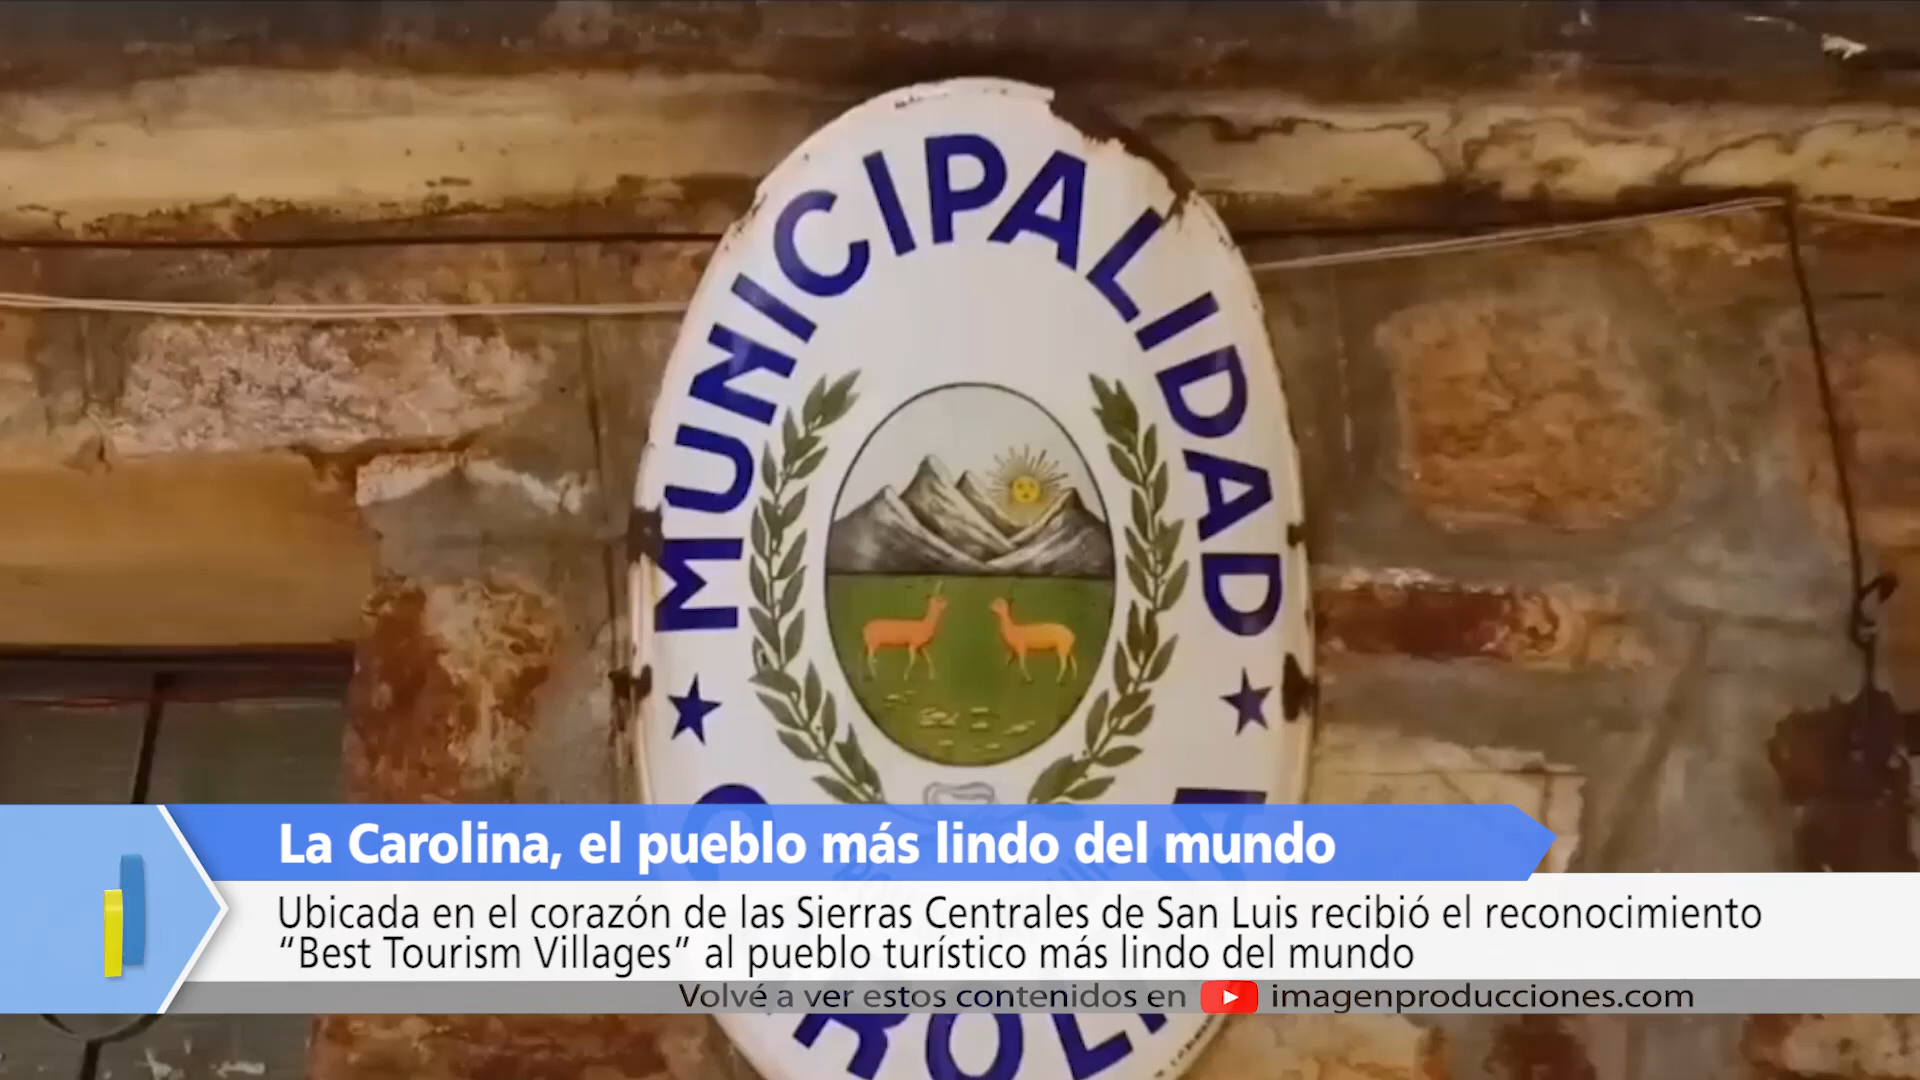 MUNICIPALIDAD
La Carolina, el pueblo más lindo del mundo
Ubicada en el corazón de las Sierras Centrales de San Luis recibió el reconocimiento
“Best Tourism Villages” al pueblo turístico más lindo del mundo
Volvé a ver estos contenidos en imagenproducciones.com